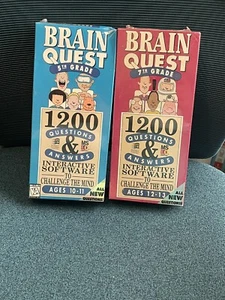 BRAIN
QUEST
5TH GRADE
1200
QUESTIONS
&
ANSWERS
INTERACTIVE
SOFTWARE
TO
CHALLENGE THE MIND
AGES 10-11
ALL
NEW
QUESTIONS!
BRAIN
QUEST
7TH GRADE
1200
QUESTIONS
&
ANSWERS
INTERACTIVE
SOFTWARE
TO
CHALLENGE THE MIND
AGES 12-13
ALL
NEW
QUESTIONS!